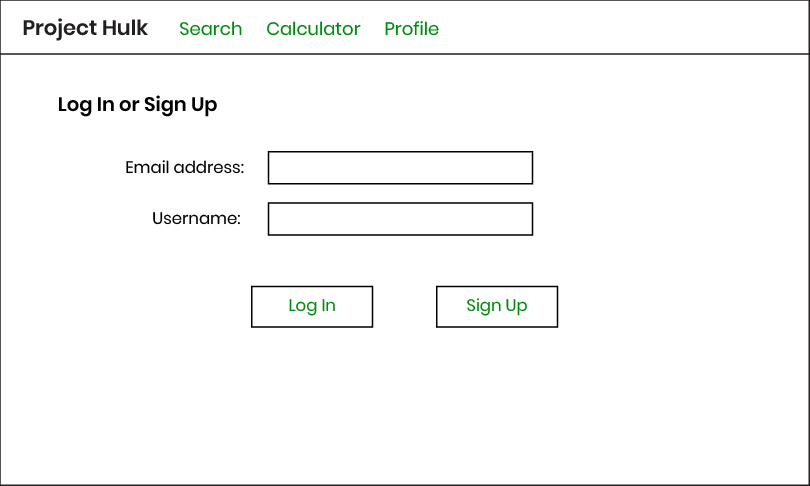 Project Hulk Search Calculator Profile
Log In or Sign Up
Email address:
Username:
Log In Sign Up